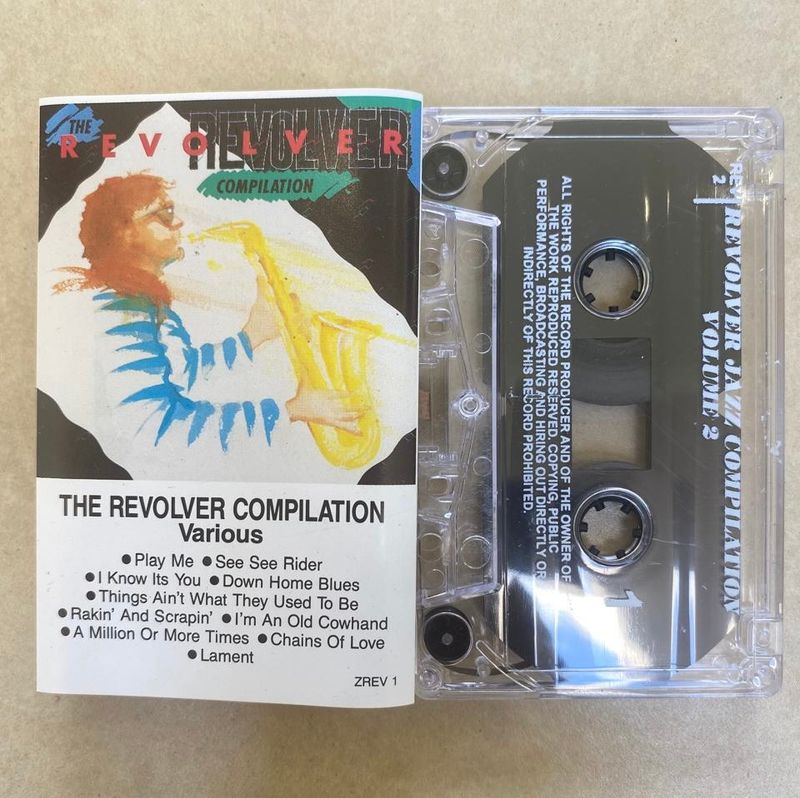 THE
REVOLVER
REVOLVER
COMPILATION
THE REVOLVER COMPILATION
Various
●Play Me ●See See Rider
●I Know Its You ●Down Home Blues
●Things Ain't What They Used To Be
●Rakin' And Scrapin' ●I'm An Old Cowhand
●A Million Or More Times ●Chains Of Love
●Lament
ZREV 1
REV
2
REVOLVER JAZZ COMPILATION
VOLUME 2
ALL RIGHTS OF THE RECORD PRODUCER AND OF THE OWNER OF
THE WORK REPRODUCED RESERVED. COPYING, PUBLIC
PERFORMANCE, BROADCASTING AND HIRING OUT DIRECTLY OR
INDIRECTLY OF THIS RECORD PROHIBITED.
1